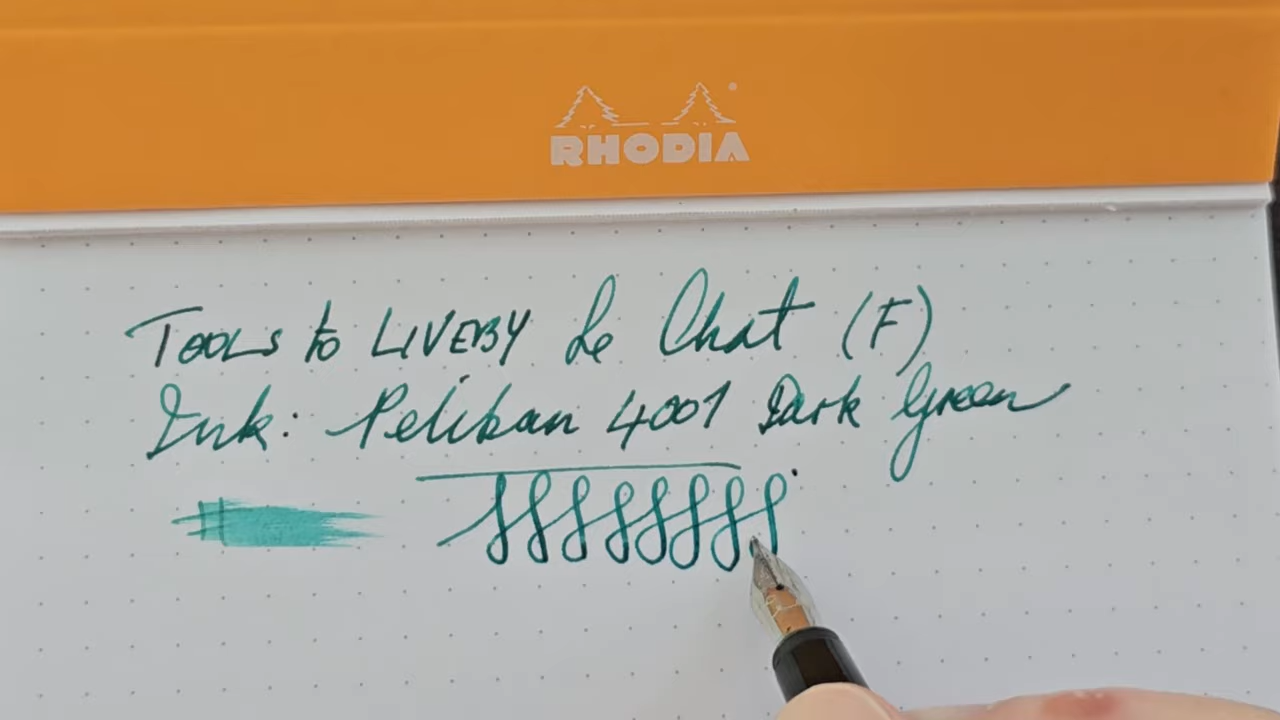 RHODIA
TOOLS to LIVEBY Le Chat (F)
Ink: Pelikan 4001 Dark Green